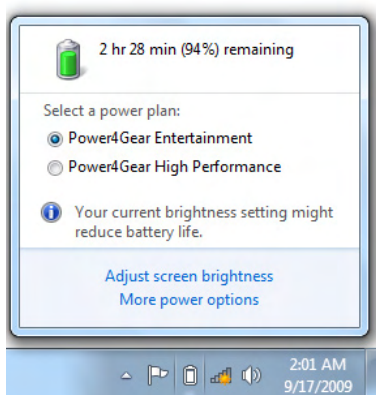 2 hr 28 min (94%) remaining
Select a power plan:
Power4Gear Entertainment
Power4Gear High Performance
Your current brightness setting might
reduce battery life.
Adjust screen brightness
More power options
2:01 AM
9/17/2009